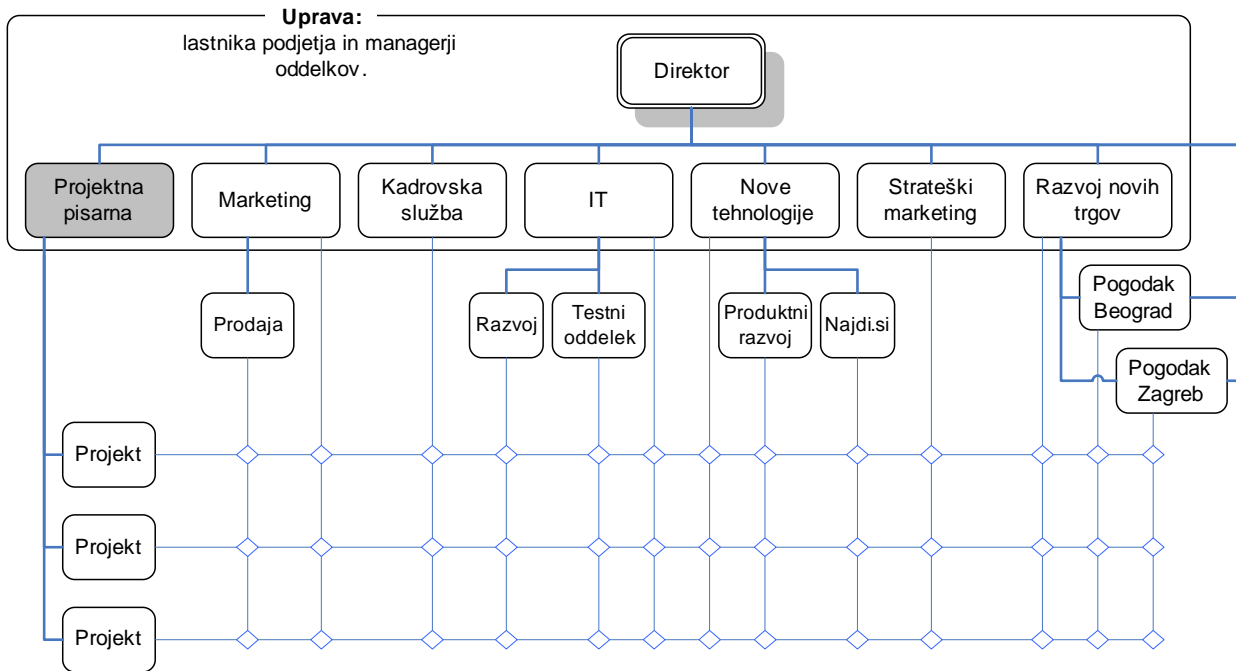 Uprava:
lastnika podjetja in managerji
oddelkov.
Direktor
Projektna
pisarna
Marketing
Kadrovska
služba
IT
Nove
tehnologije
Strateški
marketing
Razvoj novih
trgov
Prodaja
Razvoj
Testni
oddelek
Produktni
razvoj
Najdi.si
Pogodak
Beograd
Pogodak
Zagreb
Projekt
Projekt
Projekt